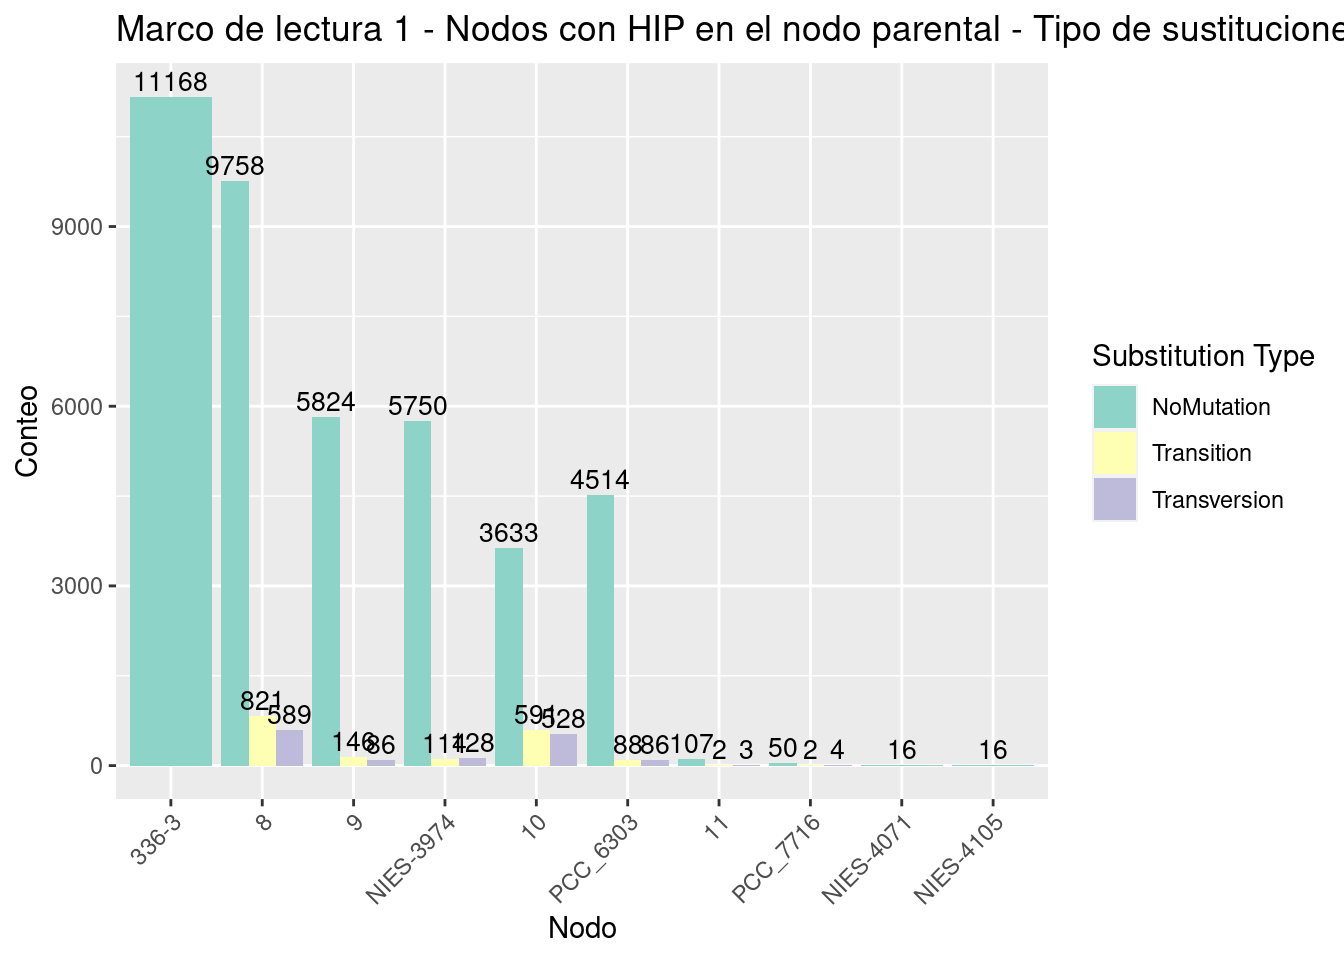 Marco de lectura 1 - Nodos con HIP en el nodo parental - Tipo de sustitucione
11168
9758
9000
Substitution Type
NoMutation
Transition
Transversion
6000
5824
5750
4514
3633
Conteo
3000
821
589
146
86
114
128
591
528
88
86
107
2
3
50
2
4
16
16
0
336-3
8
9
NIES-3974
10
PCC_6303
11
PCC_7716
NIES-4071
NIES-4105
Nodo